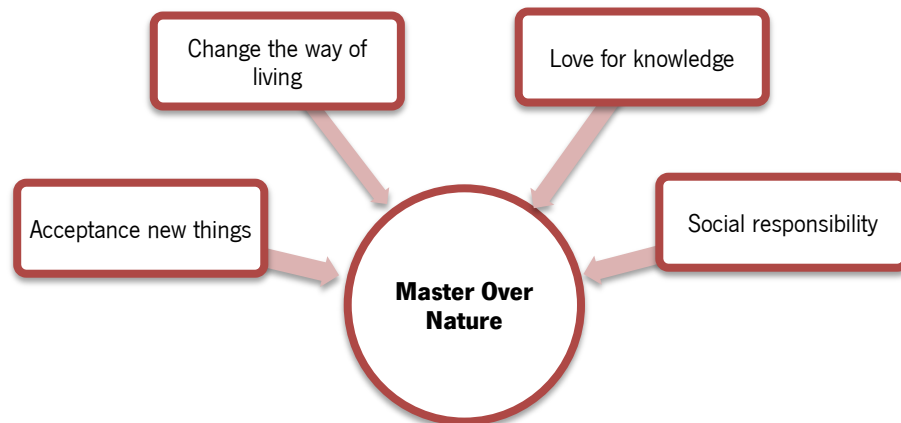 Change the way of
living
Love for knowledge
Acceptance new things
Social responsibility
Master Over
Nature